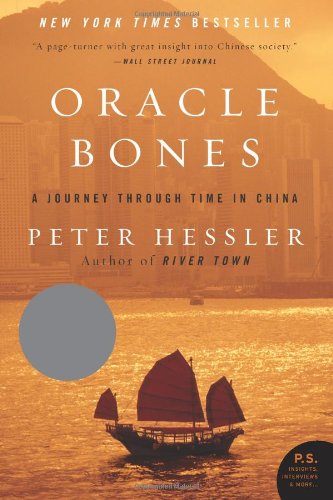 NEW YORK TIMES BESTSELLER
"A page-turner with great insight into Chinese society."
—WALL STREET JOURNAL
ORACLE
BONES
A JOURNEY THROUGH TIME IN CHINA
PETER HESSLER
Author of RIVER TOWN
P.S.
INSIGHTS,
INTERVIEWS
& MORE...